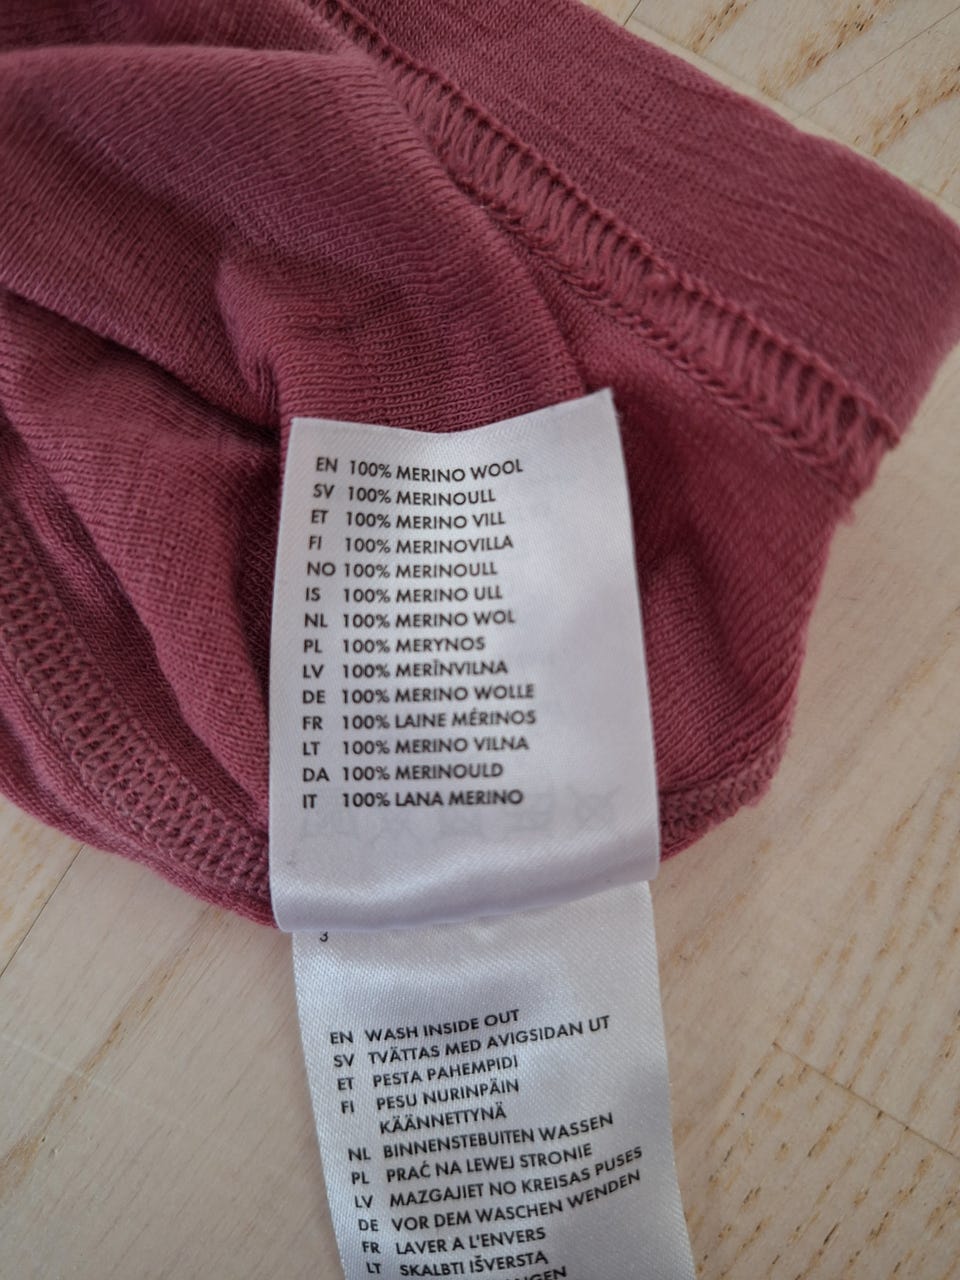 EN 100% MERINO WOOL
SV 100% MERINOULL
ET 100% MERINO VILL
FI 100% MERINOVILLA
NO 100% MERINOULL
IS 100% MERINO ULL
NL 100% MERINO WOL
PL 100% MERYNOS
LV 100% MERĪNVILNA
DE 100% MERINO WOLLE
FR 100% LAINE MÉRINOS
LT 100% MERINO VILNA
DA 100% MERINOULD
IT 100% LANA MERINO
3
EN WASH INSIDE OUT
SV TVÄTTAS MED AVIGSIDAN UT
ET PESTA PAHEMPIDI
FI PESU NURINPÄIN
KÄÄNNETTYNÄ
NL BINNENSTEBUITEN WASSEN
PL PRAĆ NA LEWEJ STRONIE
LV MAZGAJIET NO KREISAS PUSES
DE VOR DEM WASCHEN WENDEN
FR LAVER A L'ENVERS
LT SKALBTI IŠVERSTĄ